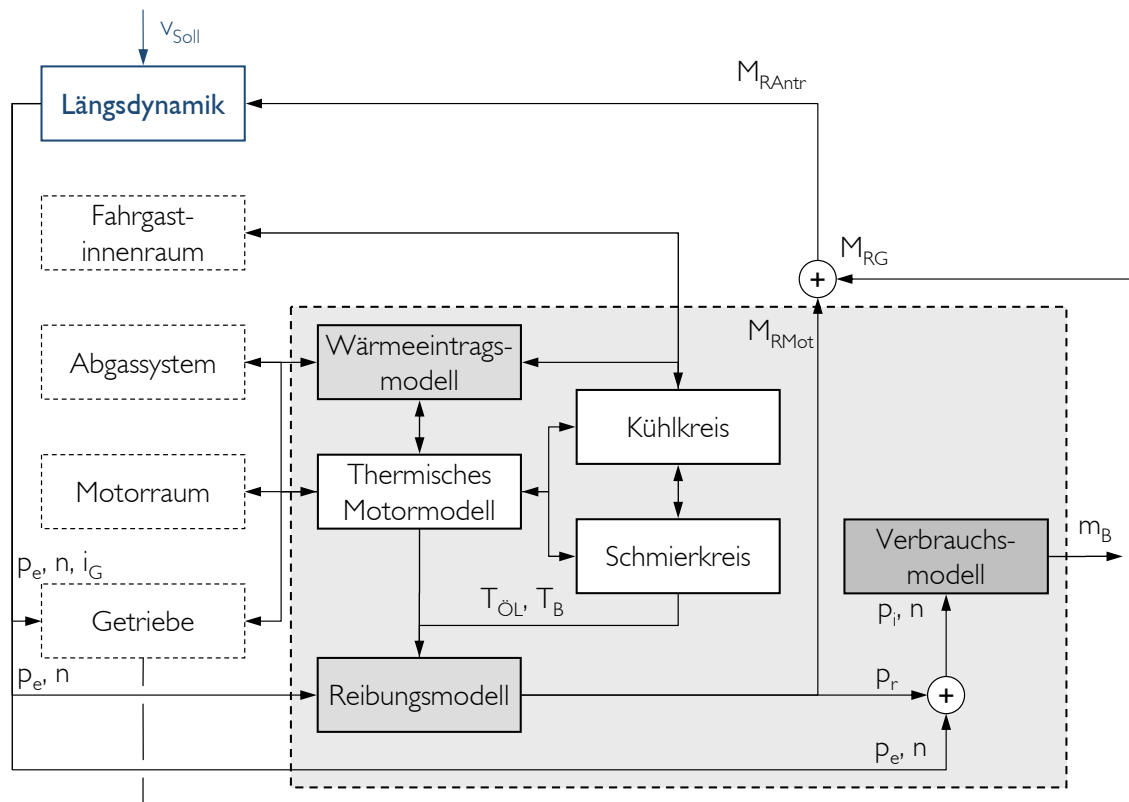 v_Soll
Längsdynamik
M_RAntr
Fahrgast-
innenraum
M_RG
M_RMot
Abgassystem
Wärmeeintrags-
modell
Kühlkreis
Motorraum
Thermisches
Motormodell
Schmierkreis
Verbrauchs-
modell
m_B
p_e, n, i_G
Getriebe
T_ÖL, T_B
p_i, n
p_e, n
Reibungsmodell
p_r
+
+
p_e, n